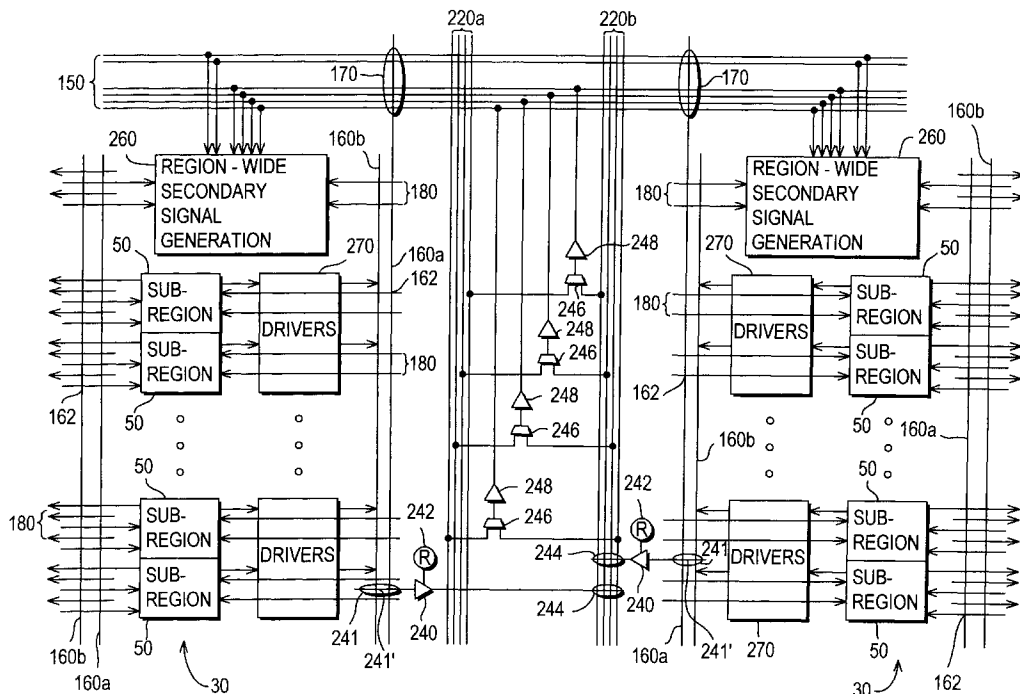 220a 220b
150 170 170
260 160b 260 160b
REGION - WIDE
SECONDARY
SIGNAL
GENERATION
180
REGION - WIDE
SECONDARY
SIGNAL
GENERATION
180
50 270 160a 248 270 50
162 246
SUB-
REGION
SUB-
REGION
DRIVERS
180
248
246
180
DRIVERS
SUB-
REGION
SUB-
REGION
162 50 248 162 50
246 160b 160a
50 248 242 50
180 242 246
SUB-
REGION
SUB-
REGION
DRIVERS
R
R
244 241
DRIVERS
SUB-
REGION
SUB-
REGION
241 240 244 240
50 241' 160a 241' 270 50
160b
160a 30 30 162